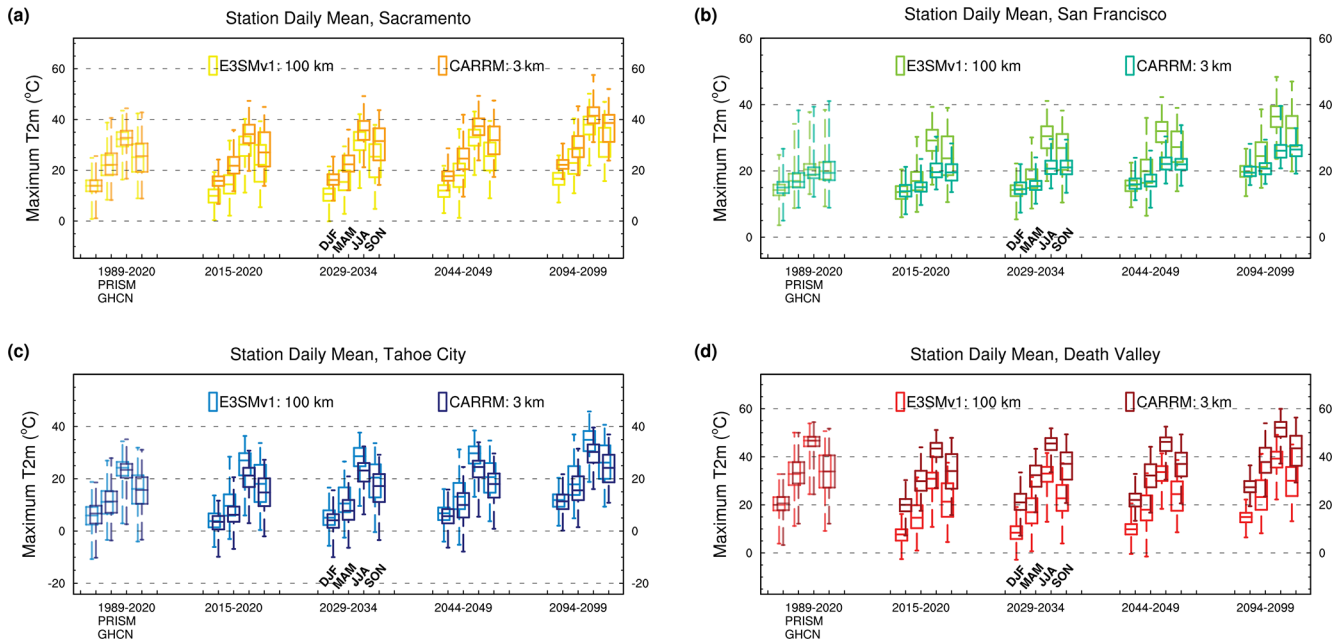 (a)
Station Daily Mean, Sacramento
E3SMv1: 100 km
CARRM: 3 km
Maximum T2m (°C)
60
40
20
0
DJF
MAM
JJA
SON
1989-2020
PRISM
GHCN
2015-2020
2029-2034
2044-2049
2094-2099
(b)
Station Daily Mean, San Francisco
E3SMv1: 100 km
CARRM: 3 km
Maximum T2m (°C)
60
40
20
0
60
40
20
0
DJF
MAM
JJA
SON
1989-2020
PRISM
GHCN
2015-2020
2029-2034
2044-2049
2094-2099
(c)
Station Daily Mean, Tahoe City
E3SMv1: 100 km
CARRM: 3 km
Maximum T2m (°C)
40
20
0
-20
40
20
0
-20
DJF
MAM
JJA
SON
1989-2020
PRISM
GHCN
2015-2020
2029-2034
2044-2049
2094-2099
(d)
Station Daily Mean, Death Valley
E3SMv1: 100 km
CARRM: 3 km
Maximum T2m (°C)
60
40
20
0
60
40
20
0
DJF
MAM
JJA
SON
1989-2020
PRISM
GHCN
2015-2020
2029-2034
2044-2049
2094-2099